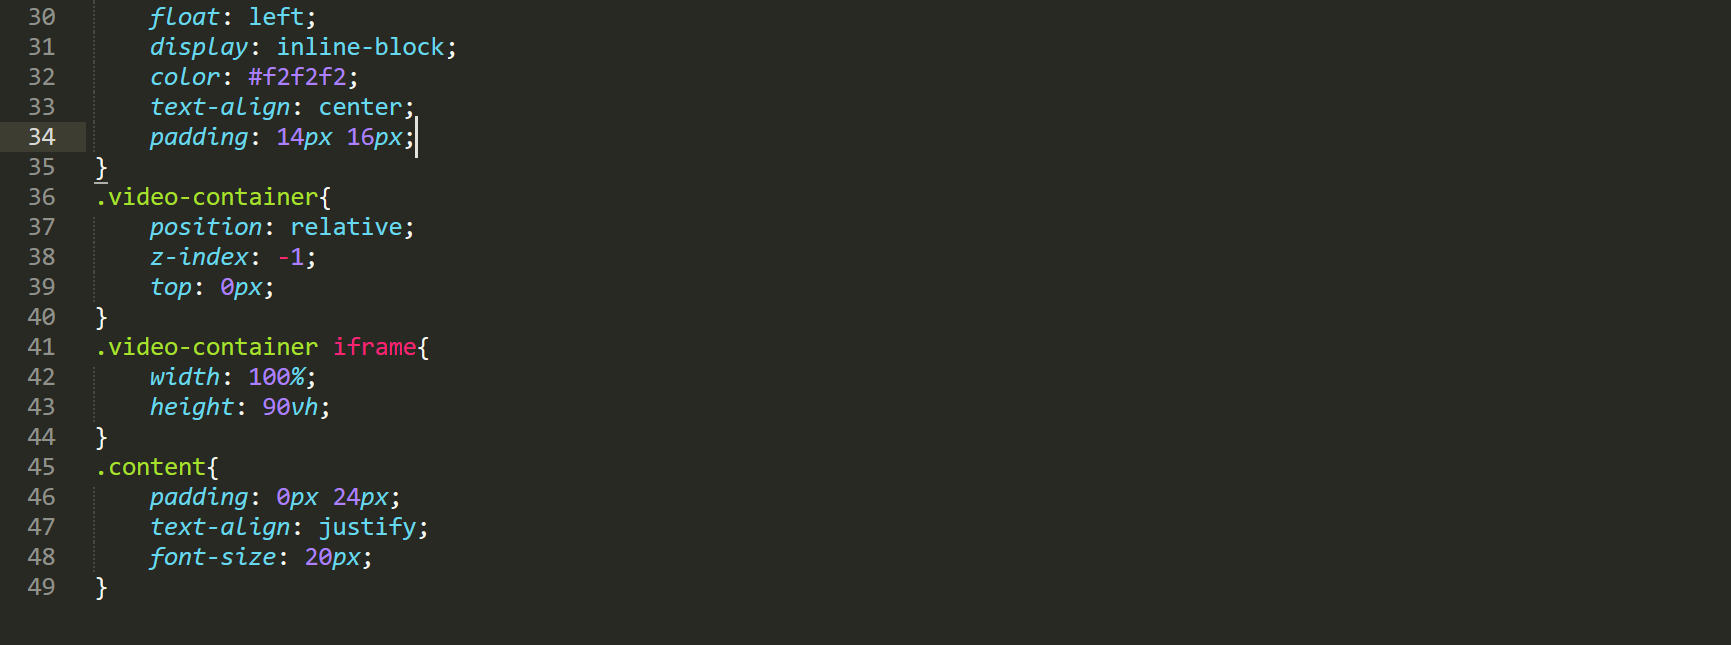 30 float: left;
31 display: inline-block;
32 color: #f2f2f2;
33 text-align: center;
34 padding: 14px 16px;
35 }
36 .video-container{
37 position: relative;
38 z-index: -1;
39 top: 0px;
40 }
41 .video-container iframe{
42 width: 100%;
43 height: 90vh;
44 }
45 .content{
46 padding: 0px 24px;
47 text-align: justify;
48 font-size: 20px;
49 }